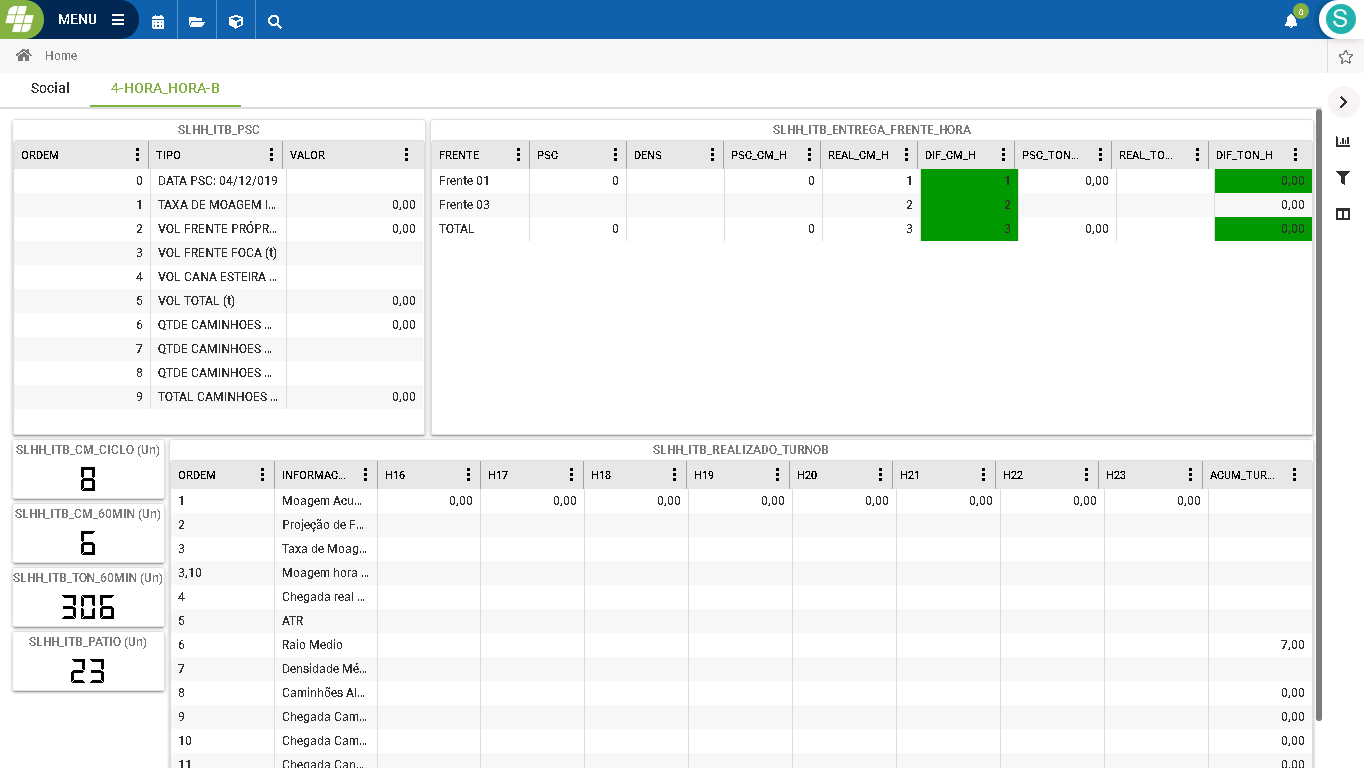 MENU
0
S
Home
Social 4-HORA_HORA-B
SLHH_ITB_PSC
ORDEM TIPO VALOR
0 DATA PSC: 04/12/019
1 TAXA DE MOAGEM I... 0,00
2 VOL FRENTE PRÓPR... 0,00
3 VOL FRENTE FOCA (t)
4 VOL CANA ESTEIRA ...
5 VOL TOTAL (t) 0,00
6 QTDE CAMINHOES ... 0,00
7 QTDE CAMINHOES ...
8 QTDE CAMINHOES ...
9 TOTAL CAMINHOES ... 0,00
SLHH_ITB_ENTREGA_FRENTE_HORA
FRENTE PSC DENS PSC_CM_H REAL_CM_H DIF_CM_H PSC_TON... REAL_TO... DIF_TON_H
Frente 01 0 0 1 1 0,00 0,00
Frente 03 2 2 0,00
TOTAL 0 0 3 3 0,00 0,00
SLHH_ITB_CM_CICLO (Un)
8
SLHH_ITB_CM_60MIN (Un)
6
SLHH_ITB_TON_60MIN (Un)
306
SLHH_ITB_PATIO (Un)
23
SLHH_ITB_REALIZADO_TURNOB
ORDEM INFORMAC... H16 H17 H18 H19 H20 H21 H22 H23 ACUM_TUR...
1 Moagem Acu... 0,00 0,00 0,00 0,00 0,00 0,00 0,00 0,00
2 Projeção de F...
3 Taxa de Moag...
3,10 Moagem hora ...
4 Chegada real ...
5 ATR
6 Raio Medio 7,00
7 Densidade Mé...
8 Caminhões Al... 0,00
9 Chegada Cam... 0,00
10 Chegada Cam... 0,00
11 Chegada Can... 0,00